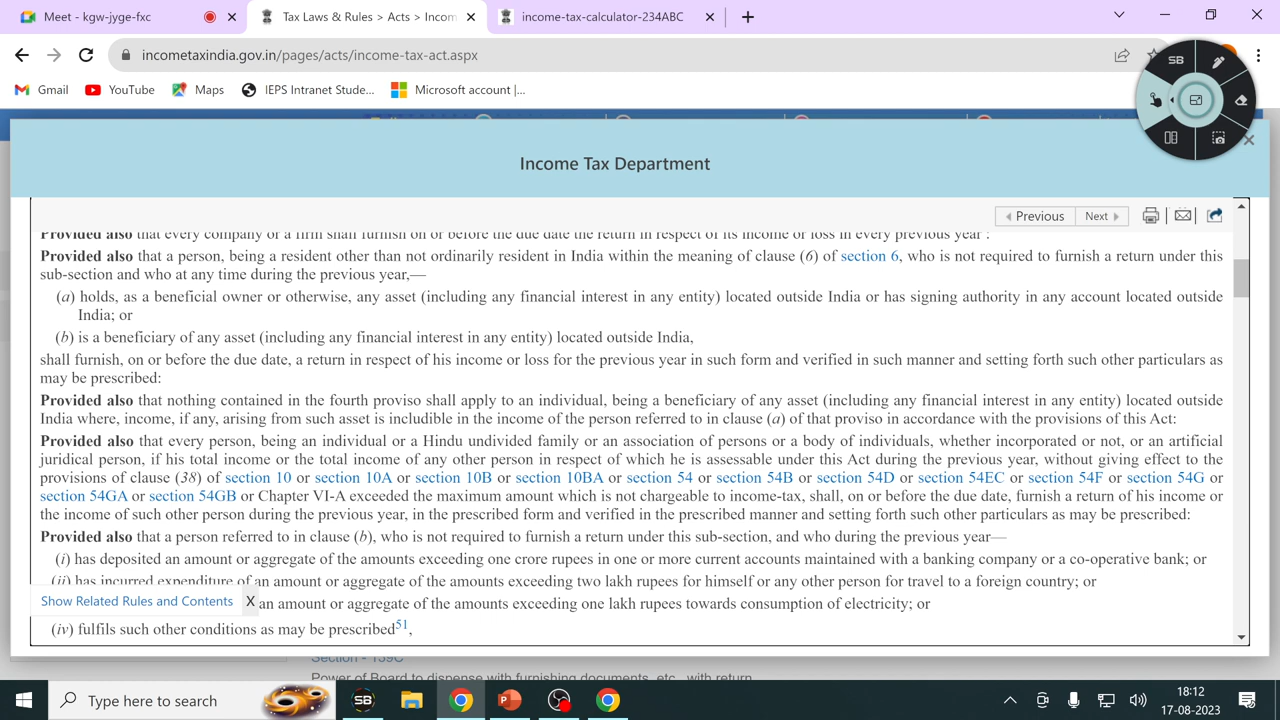 Meet - kgw-jyge-fxc
Tax Laws & Rules > Acts > Incom
income-tax-calculator-234ABC
incometaxindia.gov.in/pages/acts/income-tax-act.aspx
Gmail
YouTube
Maps
IEPS Intranet Stude...
Microsoft account |...
SB
Income Tax Department
Previous
Next
Provided also that every company or a firm shall furnish on or before the due date the return in respect of its income or loss in every previous year :
Provided also that a person, being a resident other than not ordinarily resident in India within the meaning of clause (6) of section 6, who is not required to furnish a return under this
sub-section and who at any time during the previous year,—
(a) holds, as a beneficial owner or otherwise, any asset (including any financial interest in any entity) located outside India or has signing authority in any account located outside
India; or
(b) is a beneficiary of any asset (including any financial interest in any entity) located outside India,
shall furnish, on or before the due date, a return in respect of his income or loss for the previous year in such form and verified in such manner and setting forth such other particulars as
may be prescribed:
Provided also that nothing contained in the fourth proviso shall apply to an individual, being a beneficiary of any asset (including any financial interest in any entity) located outside
India where, income, if any, arising from such asset is includible in the income of the person referred to in clause (a) of that proviso in accordance with the provisions of this Act:
Provided also that every person, being an individual or a Hindu undivided family or an association of persons or a body of individuals, whether incorporated or not, or an artificial
juridical person, if his total income or the total income of any other person in respect of which he is assessable under this Act during the previous year, without giving effect to the
provisions of clause (38) of section 10 or section 10A or section 10B or section 10BA or section 54 or section 54B or section 54D or section 54EC or section 54F or section 54G or
section 54GA or section 54GB or Chapter VI-A exceeded the maximum amount which is not chargeable to income-tax, shall, on or before the due date, furnish a return of his income or
the income of such other person during the previous year, in the prescribed form and verified in the prescribed manner and setting forth such other particulars as may be prescribed:
Provided also that a person referred to in clause (b), who is not required to furnish a return under this sub-section, and who during the previous year—
(i) has deposited an amount or aggregate of the amounts exceeding one crore rupees in one or more current accounts maintained with a banking company or a co-operative bank; or
(ii) has incurred expenditure of an amount or aggregate of the amounts exceeding two lakh rupees for himself or any other person for travel to a foreign country; or
Show Related Rules and Contents X
an amount or aggregate of the amounts exceeding one lakh rupees towards consumption of electricity; or
(iv) fulfils such other conditions as may be prescribed51,
Section - 139C
Power of Board to dispense with furnishing documents, etc., with return
Type here to search
SB
18:12
17-08-2023